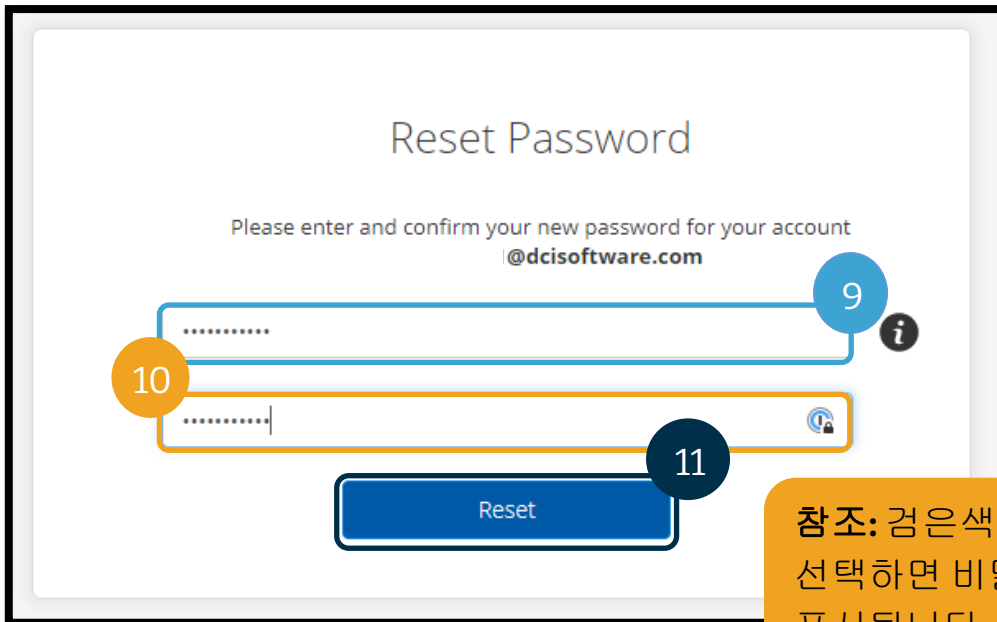 Reset Password
Please enter and confirm your new password for your account
@dcisoftware.com
9
10
11
Reset
참조: 검은색
선택하면